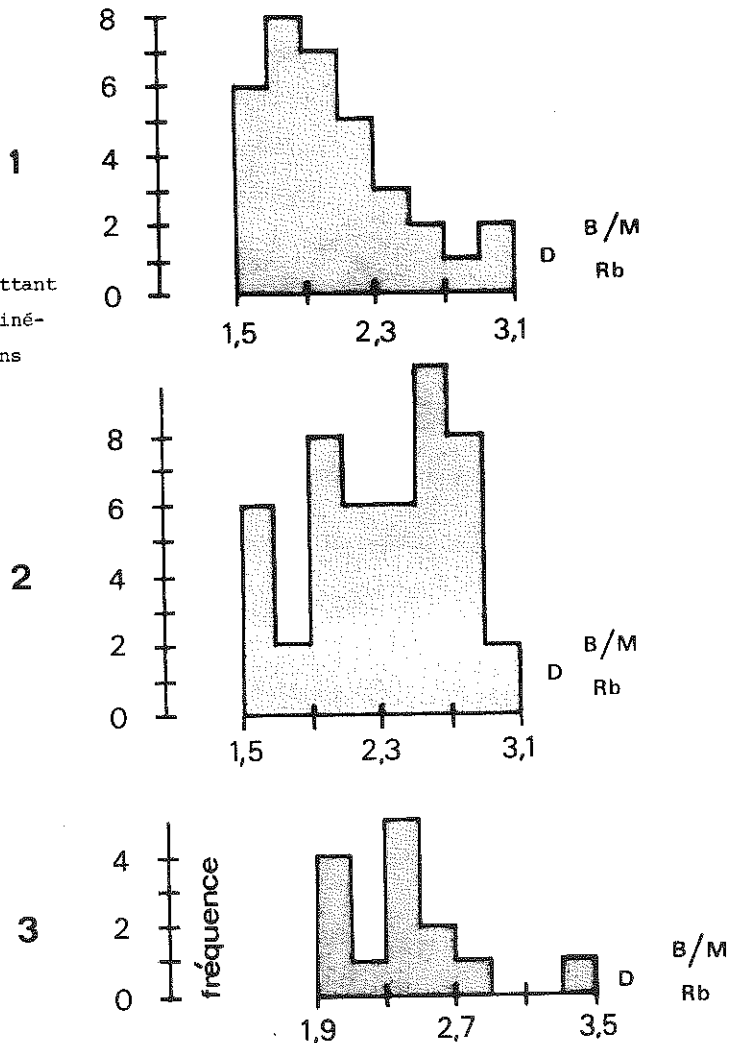 8
6
4
2
0
1
1,5 2,3 3,1
D B/M
Rb
ttant
iné-
ns
8
6
4
2
0
2
1,5 2,3 3,1
D B/M
Rb
4
2
0
3
fréquence
1,9 2,7 3,5
D B/M
Rb